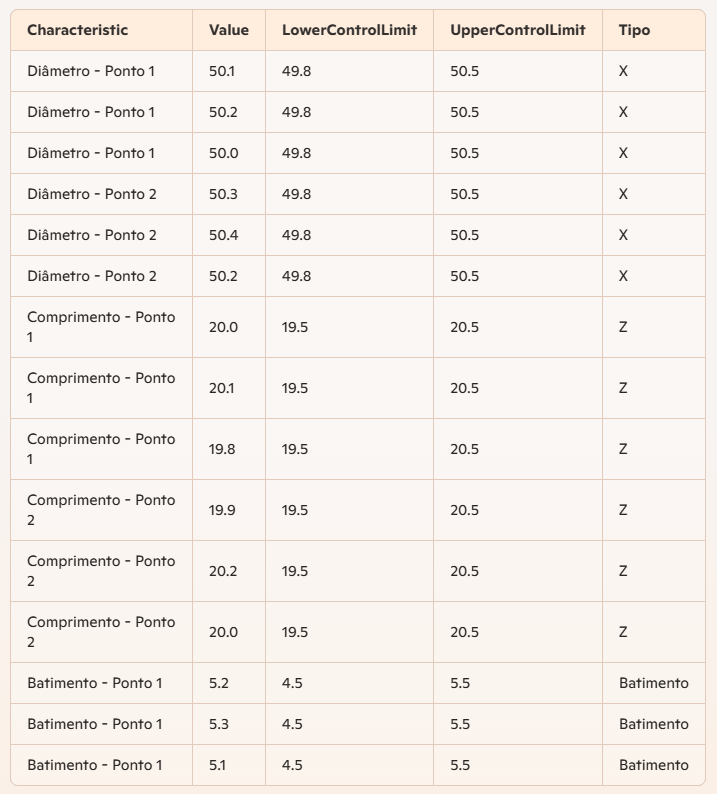 Characteristic Value LowerControlLimit UpperControlLimit Tipo
Diâmetro - Ponto 1 50.1 49.8 50.5 X
Diâmetro - Ponto 1 50.2 49.8 50.5 X
Diâmetro - Ponto 1 50.0 49.8 50.5 X
Diâmetro - Ponto 2 50.3 49.8 50.5 X
Diâmetro - Ponto 2 50.4 49.8 50.5 X
Diâmetro - Ponto 2 50.2 49.8 50.5 X
Comprimento - Ponto
1 20.0 19.5 20.5 Z
Comprimento - Ponto
1 20.1 19.5 20.5 Z
Comprimento - Ponto
1 19.8 19.5 20.5 Z
Comprimento - Ponto
2 19.9 19.5 20.5 Z
Comprimento - Ponto
2 20.2 19.5 20.5 Z
Comprimento - Ponto
2 20.0 19.5 20.5 Z
Batimento - Ponto 1 5.2 4.5 5.5 Batimento
Batimento - Ponto 1 5.3 4.5 5.5 Batimento
Batimento - Ponto 1 5.1 4.5 5.5 Batimento